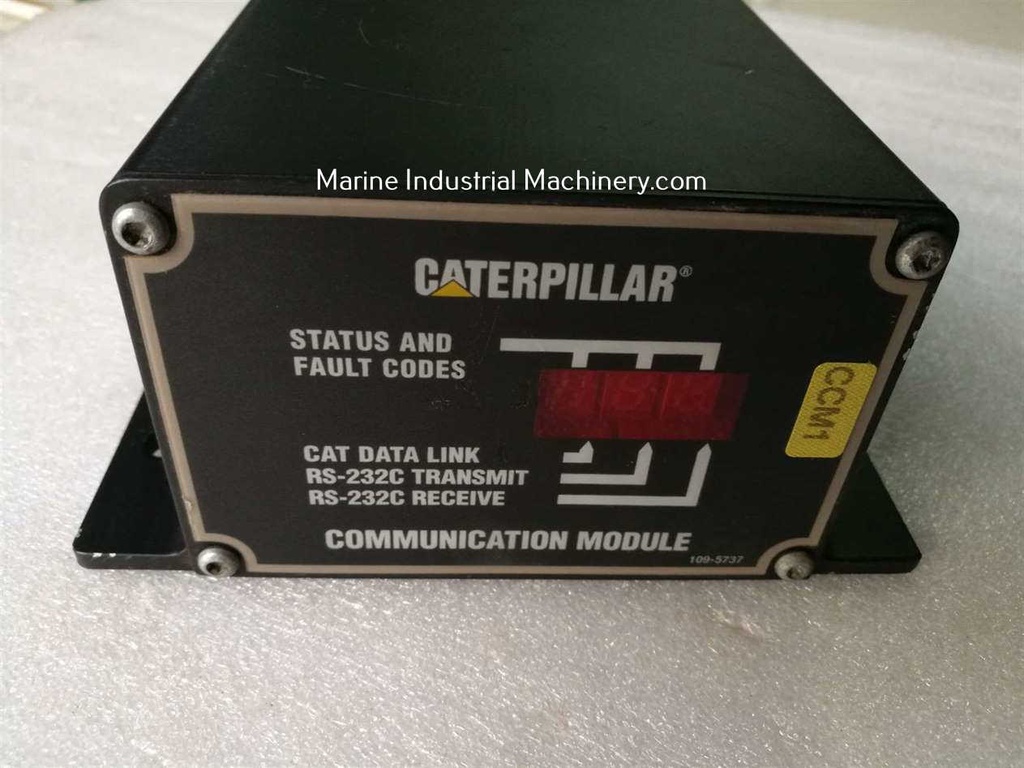 Marine Industrial Machinery.com
CATERPILLAR®
STATUS AND
FAULT CODES
CCM1
CAT DATA LINK
RS-232C TRANSMIT
RS-232C RECEIVE
COMMUNICATION MODULE
109-5737